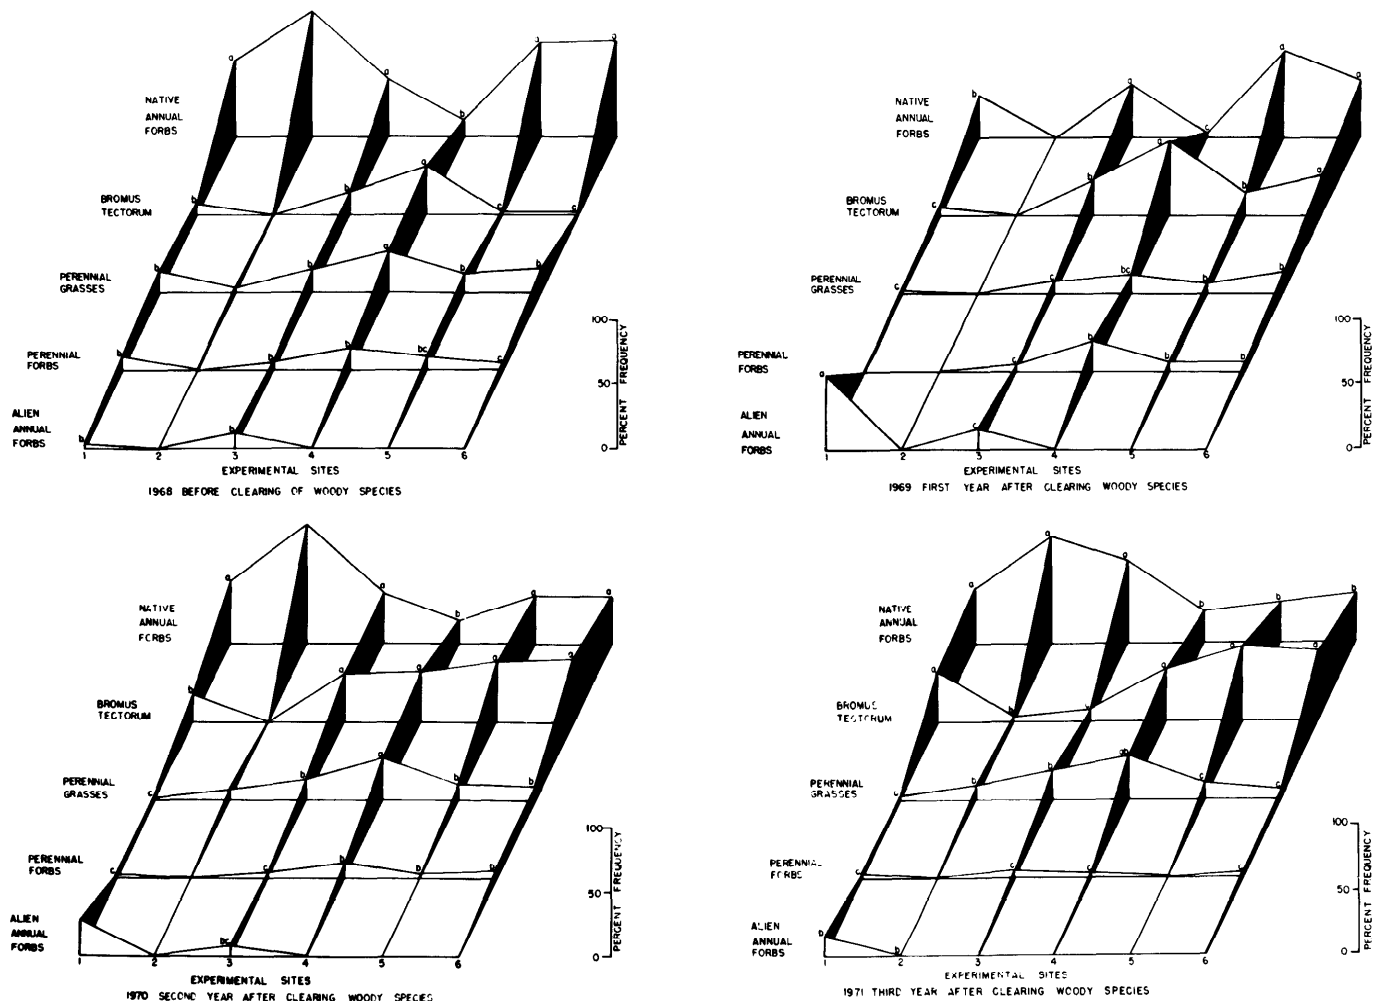 NATIVE
ANNUAL
FORBS
BROMUS
TECTORUM
PERENNIAL
GRASSES
PERENNIAL
FORBS
ALIEN
ANNUAL
FORBS
a
a
b
a
a
b
b
a
c
c
b
b
a
b
b
b
b
b
bc
c
b
b
100
50
0
PERCENT FREQUENCY
1 2 3 4 5 6
EXPERIMENTAL SITES
1968 BEFORE CLEARING OF WOODY SPECIES
NATIVE
ANNUAL
FORBS
BROMUS
TECTORUM
PERENNIAL
GRASSES
PERENNIAL
FORBS
ALIEN
ANNUAL
FORBS
b
a
c
a
a
c
b
a
b
a
c
c
bc
b
b
c
b
b
b
a
c
100
50
0
PERCENT FREQUENCY
1 2 3 4 5 6
EXPERIMENTAL SITES
1969 FIRST YEAR AFTER CLEARING WOODY SPECIES
NATIVE
ANNUAL
FORBS
BROMUS
TECTORUM
PERENNIAL
GRASSES
PERENNIAL
FORBS
ALIEN
ANNUAL
FORBS
a
a
b
a
a
b
a
a
a
a
c
b
a
b
b
c
c
b
b
b
bc
100
50
0
PERCENT FREQUENCY
1 2 3 4 5 6
EXPERIMENTAL SITES
1970 SECOND YEAR AFTER CLEARING WOODY SPECIES
NATIVE
ANNUAL
FORBS
BROMUS
TECTORUM
PERENNIAL
GRASSES
PERENNIAL
FORBS
ALIEN
ANNUAL
FORBS
a
a
a
b
b
b
a
b
b
a
a
a
c
b
b
ab
c
c
c
c
c
c
b
b
100
50
0
PERCENT FREQUENCY
1 2 3 4 5 6
EXPERIMENTAL SITES
1971 THIRD YEAR AFTER CLEARING WOODY SPECIES